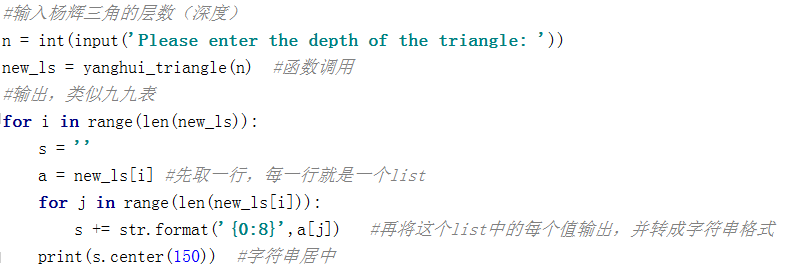 #输入杨辉三角的层数（深度）
n = int(input('Please enter the depth of the triangle: '))
new_ls = yanghui_triangle(n)  #函数调用
#输出，类似九九表
for i in range(len(new_ls)):
    s = ''
    a = new_ls[i] #先取一行，每一行就是一个list
    for j in range(len(new_ls[i])):
        s += str.format('{0:8}',a[j])   #再将这个list中的每个值输出，并转成字符串格式
    print(s.center(150))  #字符串居中